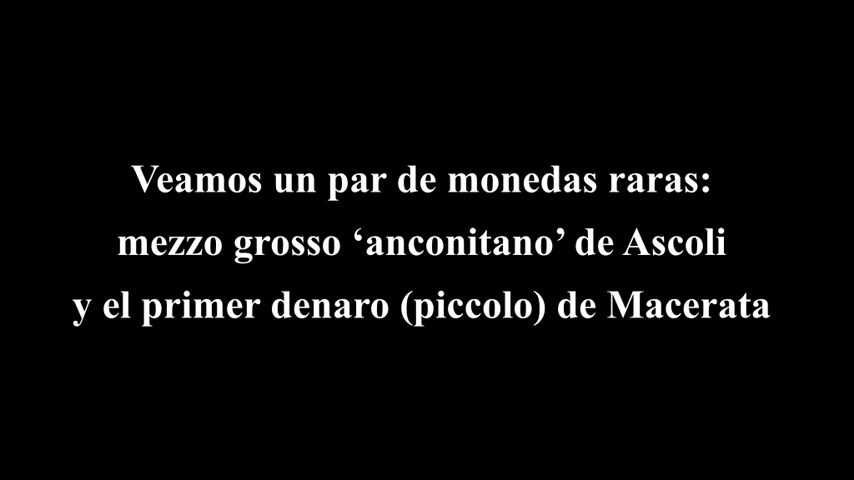 Veamos un par de monedas raras:
mezzo grosso ‘anconitano’ de Ascoli
y el primer denaro (piccolo) de Macerata